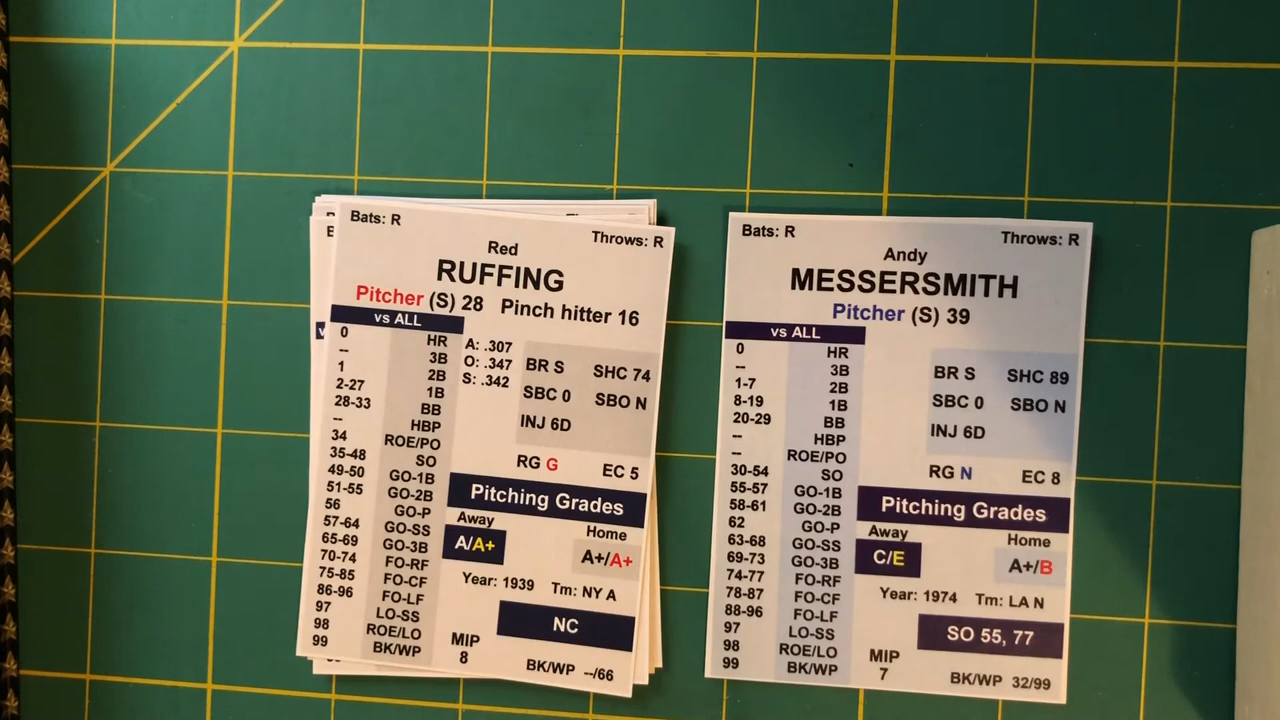 Bats: R
Throws: R
Red
RUFFING
Pitcher (S) 28 Pinch hitter 16
vs ALL
0 HR
-- 3B
1 2B
2-27 1B
28-33 BB
-- HBP
34 ROE/PO
35-48 SO
49-50 GO-1B
51-55 GO-2B
56 GO-P
57-64 GO-SS
65-69 GO-3B
70-74 FO-RF
75-85 FO-CF
86-96 FO-LF
97 LO-SS
98 ROE/LO
99 BK/WP
A: .307
O: .347
S: .342
BR S SHC 74
SBC 0 SBO N
INJ 6D
RG G EC 5
Pitching Grades
Away Home
A/A+ A+/A+
Year: 1939 Tm: NY A
NC
MIP
8
BK/WP --/66
Bats: R
Throws: R
Andy
MESSERSMITH
Pitcher (S) 39
vs ALL
0 HR
-- 3B
1-7 2B
8-19 1B
20-29 BB
-- HBP
-- ROE/PO
30-54 SO
55-57 GO-1B
58-61 GO-2B
62 GO-P
63-68 GO-SS
69-73 GO-3B
74-77 FO-RF
78-87 FO-CF
88-96 FO-LF
97 LO-SS
98 ROE/LO
99 BK/WP
BR S SHC 89
SBC 0 SBO N
INJ 6D
RG N EC 8
Pitching Grades
Away Home
C/E A+/B
Year: 1974 Tm: LA N
SO 55, 77
MIP
7
BK/WP 32/99